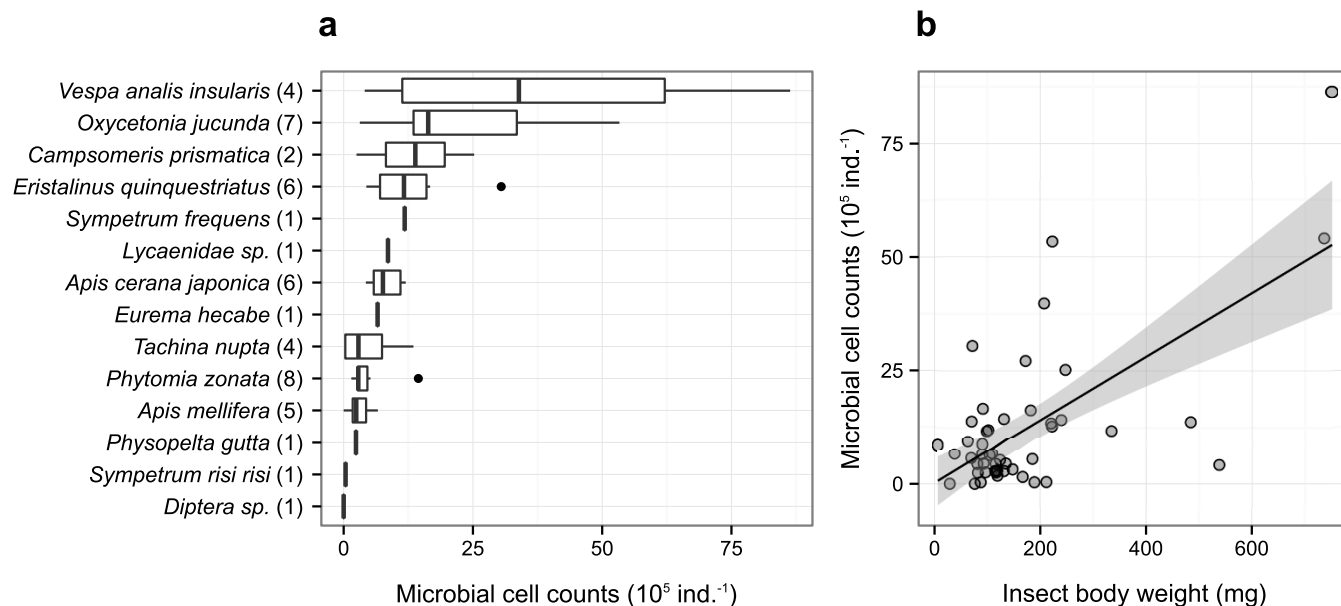 a
Vespa analis insularis (4)
Oxycetonia jucunda (7)
Campsomeris prismatica (2)
Eristalinus quinquestriatus (6)
Sympetrum frequens (1)
Lycaenidae sp. (1)
Apis cerana japonica (6)
Eurema hecabe (1)
Tachina nupta (4)
Phytomia zonata (8)
Apis mellifera (5)
Physopelta gutta (1)
Sympetrum risi risi (1)
Diptera sp. (1)
0 25 50 75
Microbial cell counts (10⁵ ind.⁻¹)
b
Microbial cell counts (10⁵ ind.⁻¹)
75
50
25
0
0 200 400 600
Insect body weight (mg)